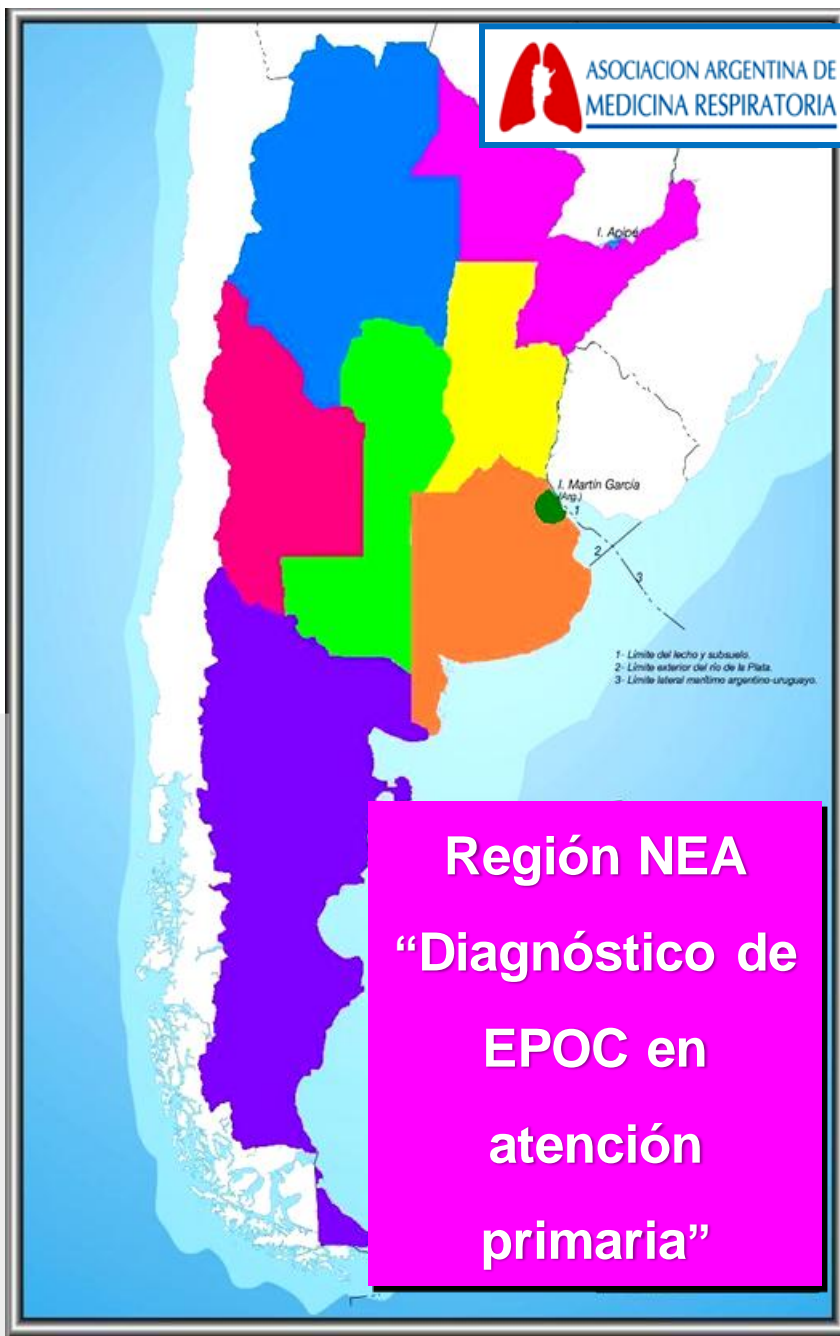 ASOCIACION ARGENTINA DE
MEDICINA RESPIRATORIA
I. Apipé
I. Martín García
(Arg.)
1
2
3
1- Límite del lecho y subsuelo.
2- Límite exterior del río de la Plata.
3- Límite lateral marítimo argentino-uruguayo.
Región NEA
“Diagnóstico de
EPOC en
atención
primaria”